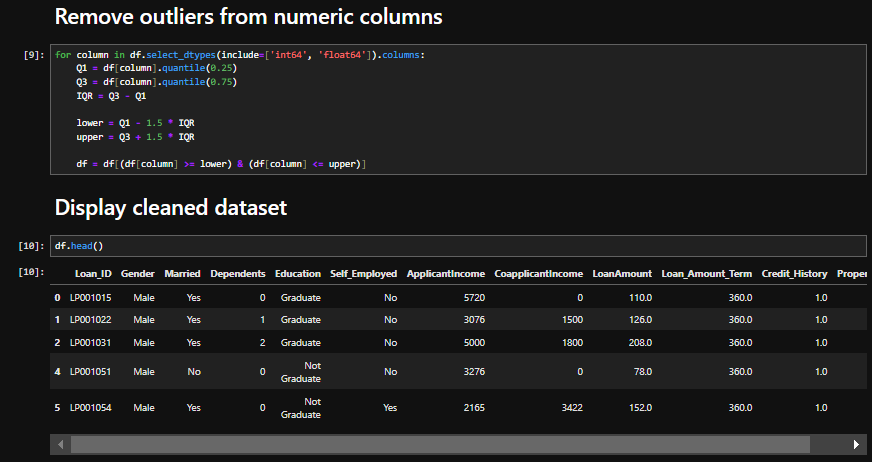 Remove outliers from numeric columns
[9]: for column in df.select_dtypes(include=['int64', 'float64']).columns:
Q1 = df[column].quantile(0.25)
Q3 = df[column].quantile(0.75)
IQR = Q3 - Q1
lower = Q1 - 1.5 * IQR
upper = Q3 + 1.5 * IQR
df = df[(df[column] >= lower) & (df[column] <= upper)]
Display cleaned dataset
[10]: df.head()
[10]: Loan_ID Gender Married Dependents Education Self_Employed ApplicantIncome CoapplicantIncome LoanAmount Loan_Amount_Term Credit_History Proper
0 LP001015 Male Yes 0 Graduate No 5720 0 110.0 360.0 1.0
1 LP001022 Male Yes 1 Graduate No 3076 1500 126.0 360.0 1.0
2 LP001031 Male Yes 2 Graduate No 5000 1800 208.0 360.0 1.0
4 LP001051 Male No 0 Not Graduate No 3276 0 78.0 360.0 1.0
5 LP001054 Male Yes 0 Not Graduate Yes 2165 3422 152.0 360.0 1.0